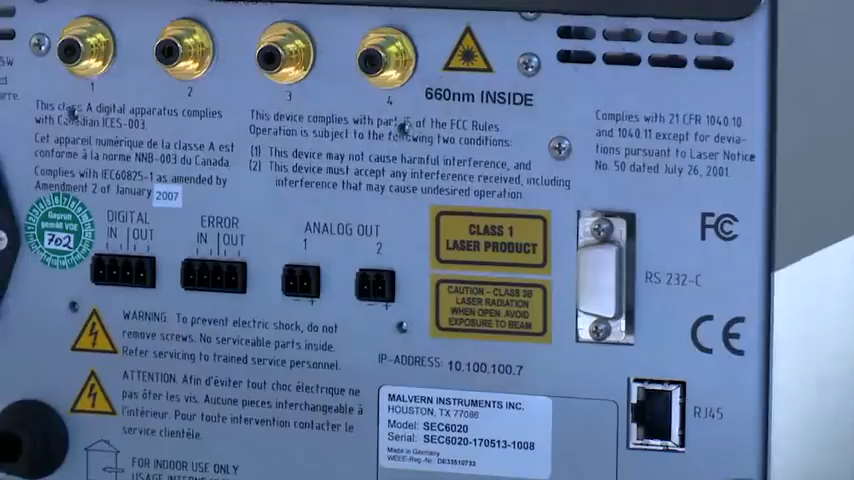 1
2
3
4
660nm INSIDE
This class A digital apparatus complies
with Canadian ICES-003.
Cet appareil numérique de la classe A est
conforme à la norme NNB-003 du Canada.
Complies with IEC60825-1 as amended by
Amendment 2 of January 2007
This device complies with part 15 of the FCC Rules
Operation is subject to the following two conditions:
(1) This device may not cause harmful interference, and
(2) This device must accept any interference received, including
interference that may cause undesired operation.
Complies with 21 CFR 1040.10
and 1040.11 except for devia-
tions pursuant to Laser Notice
No. 50 dated July 26, 2001.
Geprüft
gemäß VDE
702
DIGITAL
IN OUT
ERROR
IN OUT
ANALOG OUT
1 2
- +
- +
CLASS 1
LASER PRODUCT
CAUTION - CLASS 3B
LASER RADIATION
WHEN OPEN. AVOID
EXPOSURE TO BEAM
FC
RS 232-C
CE
WARNING: To prevent electric shock, do not
remove screws. No serviceable parts inside.
Refer servicing to trained service personnel.
ATTENTION: Afin d'éviter tout choc électrique ne
pas ôter les vis. Aucune pièces interchangeable à
l'intérieur. Pour toute intervention contacter le
service clientèle.
FOR INDOOR USE ONLY
IP-ADDRESS: 10.100.100.7
MALVERN INSTRUMENTS INC.
HOUSTON, TX 77086
Model: SEC6020
Serial: SEC6020-170513-1008
Made in Germany
WEEE-Reg.-Nr.: DE33510733
RJ45